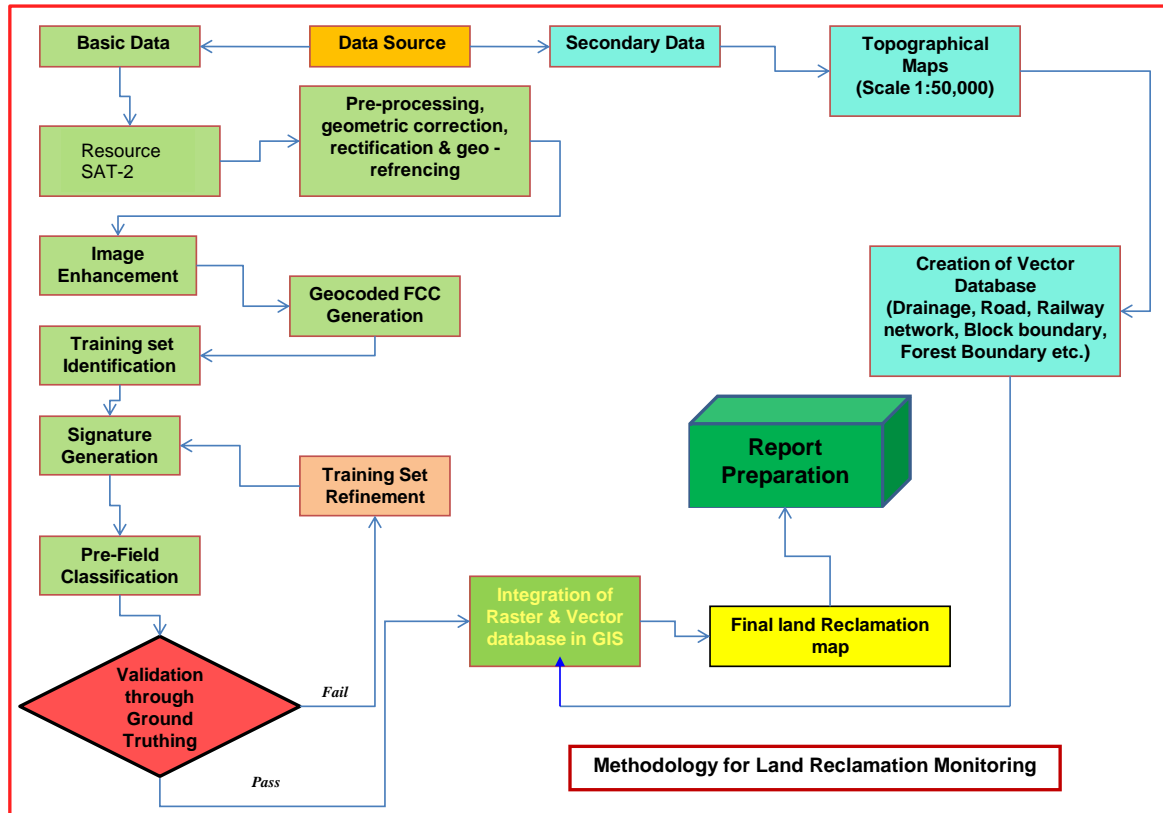 Basic Data
Data Source
Secondary Data
Topographical
Maps
(Scale 1:50,000)
Resource
SAT-2
Pre-processing,
geometric correction,
rectification & geo -
refrencing
Image
Enhancement
Geocoded FCC
Generation
Creation of Vector
Database
(Drainage, Road, Railway
network, Block boundary,
Forest Boundary etc.)
Training set
Identification
Signature
Generation
Training Set
Refinement
Report
Preparation
Pre-Field
Classification
Integration of
Raster & Vector
database in GIS
Final land Reclamation
map
Validation
through
Ground
Truthing
Fail
Pass
Methodology for Land Reclamation Monitoring